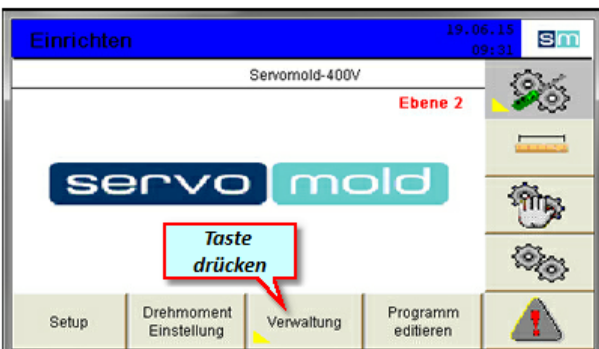 Einrichten
19.06.15
09:31
sm
Servomold-400V
Ebene 2
servo mold
Taste
drücken
Setup
Drehmoment
Einstellung
Verwaltung
Programm
editieren